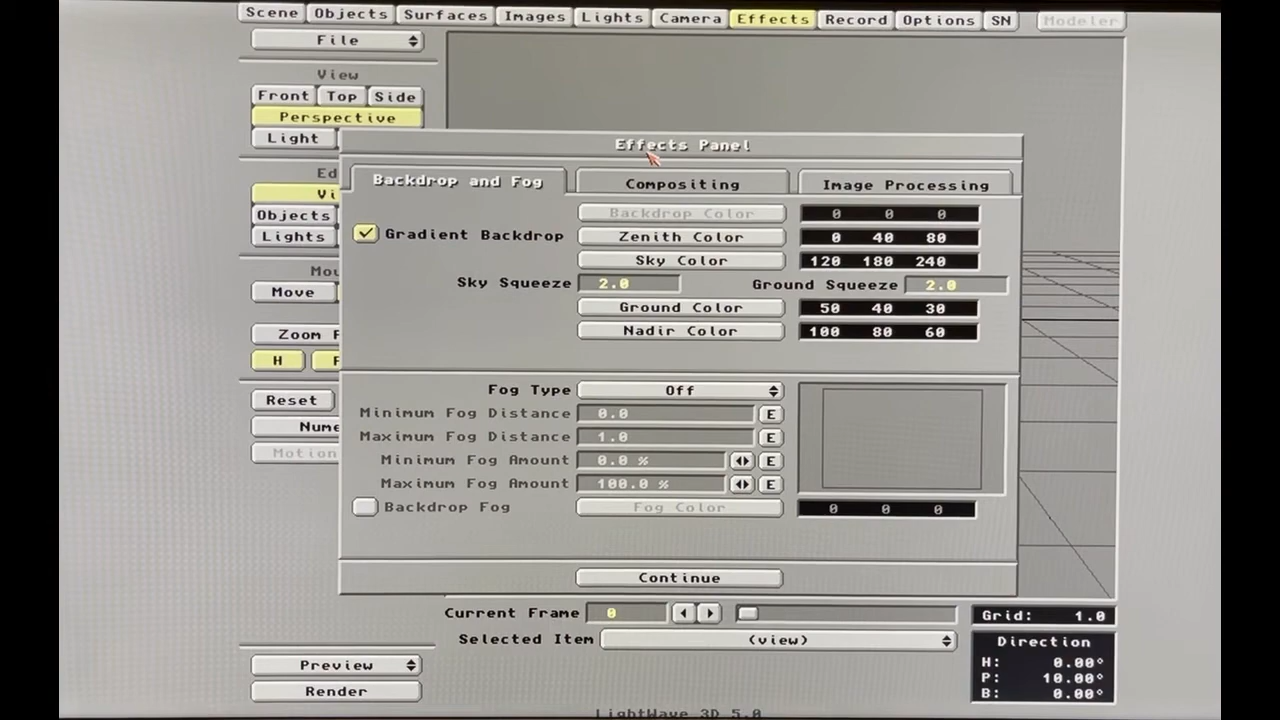 Scene Objects Surfaces Images Lights Camera Effects Record Options SN Modeler
File
View
Front Top Side
Perspective
Light
Effects Panel
Ed
Backdrop and Fog Compositing Image Processing
Vi
Objects
Backdrop Color 0 0 0
Lights
Gradient Backdrop Zenith Color 0 40 80
Sky Color 120 180 240
Mou
Move
Sky Squeeze 2.0 Ground Squeeze 2.0
Ground Color 50 40 30
Zoom F
Nadir Color 100 80 60
H
Fog Type Off
Reset
Minimum Fog Distance 0.0 E
Nume
Maximum Fog Distance 1.0 E
Motion
Minimum Fog Amount 0.0 % E
Maximum Fog Amount 100.0 % E
Backdrop Fog Fog Color 0 0 0
Continue
Current Frame 0
Grid: 1.0
Selected Item (view)
Direction
H: 0.00°
P: 10.00°
B: 0.00°
Preview
Render
LightWave 3D 5.0